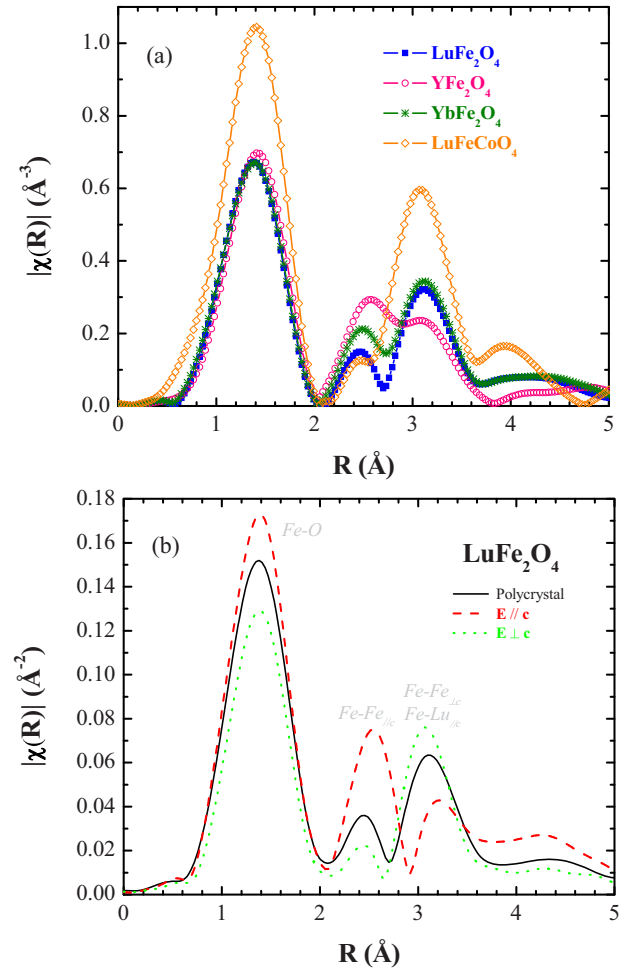 (a)
LuFe₂O₄
YFe₂O₄
YbFe₂O₄
LuFeCoO₄
1.0
0.8
0.6
0.4
0.2
0.0
|χ(R)| (Å⁻³)
0 1 2 3 4 5
R (Å)
(b)
Fe-O
LuFe₂O₄
Polycrystal
E // c
E ⊥ c
Fe-Fe//c
Fe-Fe⊥c
Fe-Lu//c
0.18
0.16
0.14
0.12
0.10
0.08
0.06
0.04
0.02
0.00
|χ(R)| (Å⁻²)
0 1 2 3 4 5
R (Å)